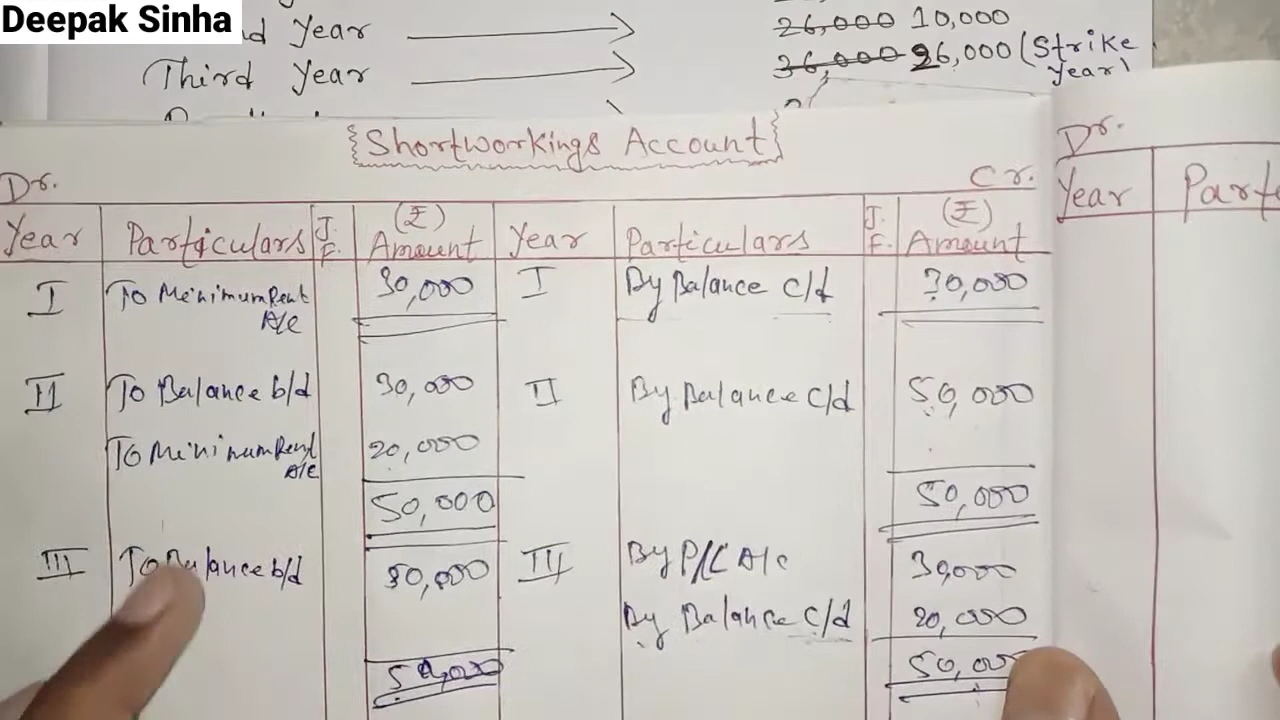 Deepak Sinha
Year 26,000 10,000
Third Year 36,000 26,000 (Strike
Year)
Shortworkings Account
Dr. Cr.
Year Particulars J.F. (₹) Amount Year Particulars J.F. (₹) Amount
I To Minimum Rent A/c 30,000 I By Balance c/d 30,000
II To Balance b/d 30,000 II By Balance c/d 50,000
To Minimum Rent A/c 20,000
50,000 50,000
III To Balance b/d 50,000 III By P/L A/c 30,000
By Balance c/d 20,000
50,000 50,000
Dr.
Year